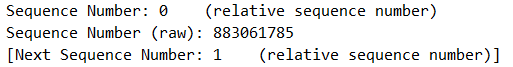 Sequence Number: 0    (relative sequence number)
Sequence Number (raw): 883061785
[Next Sequence Number: 1    (relative sequence number)]